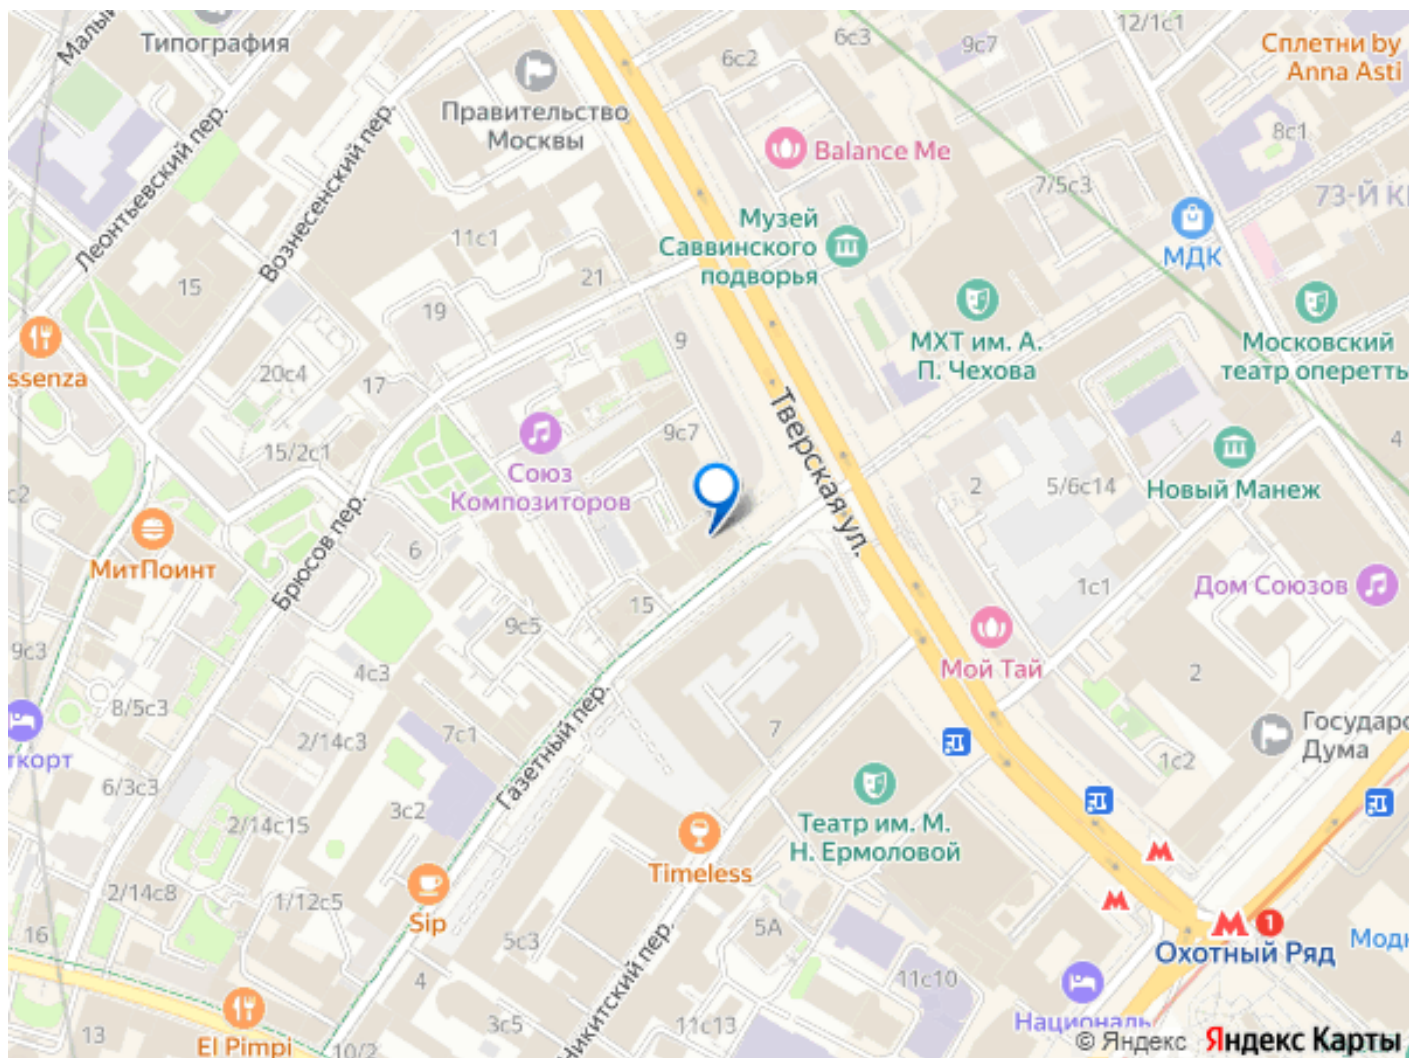 12/1с1
Малый
Типография
6с3
9с7
Сплетни by
Anna Asti
6с2
Правительство
Москвы
8с1
Balance Me
Леонтьевский пер.
Вознесенский пер.
7/5с3
73-Й
Музей
Саввинского
подворья
11с1
МДК
15
21
19
9
МХТ им. А.
П. Чехова
Московский
театр оперетты
ssenza
20с4
17
Тверская ул.
9с7
4
15/2с1
Союз
Композиторов
2
5/6с14
Новый Манеж
с2
6
МитПоинт
Брюсов пер.
1с1
Дом Союзов
15
9с5
9с3
4с3
Мой Тай
2
8/5с3
Газетный пер.
7
Государс
Дума
7с1
2/14с3
ткорт
1с2
6/3с3
3с2
2/14с15
Театр им. М.
Н. Ермоловой
Timeless
2/14с8
1/12с5
Sip
16
5с3
5А
1
Охотный Ряд
Модн
4
11с10
Никитский пер.
Националь
13
El Pimpi
10/2
3с5
11с13
© Яндекс Яндекс Карты